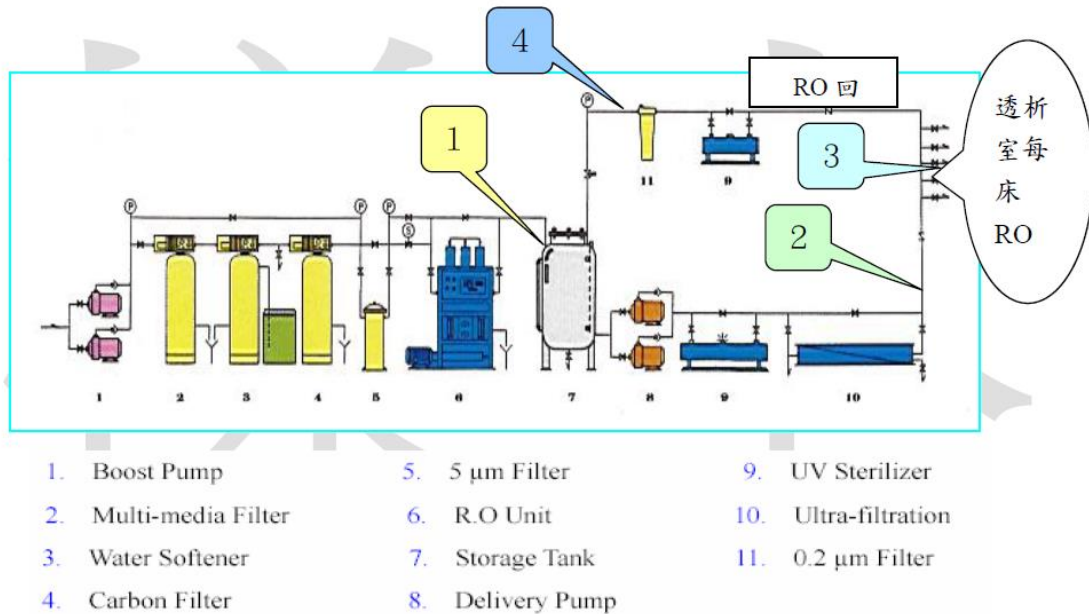 4
RO 回
透析
室每
床
RO
1
3
2
P
P
P
P
S
11
9
1
2
3
4
5
6
7
8
9
10
1. Boost Pump
2. Multi-media Filter
3. Water Softener
4. Carbon Filter
5. 5 μm Filter
6. R.O Unit
7. Storage Tank
8. Delivery Pump
9. UV Sterilizer
10. Ultra-filtration
11. 0.2 μm Filter